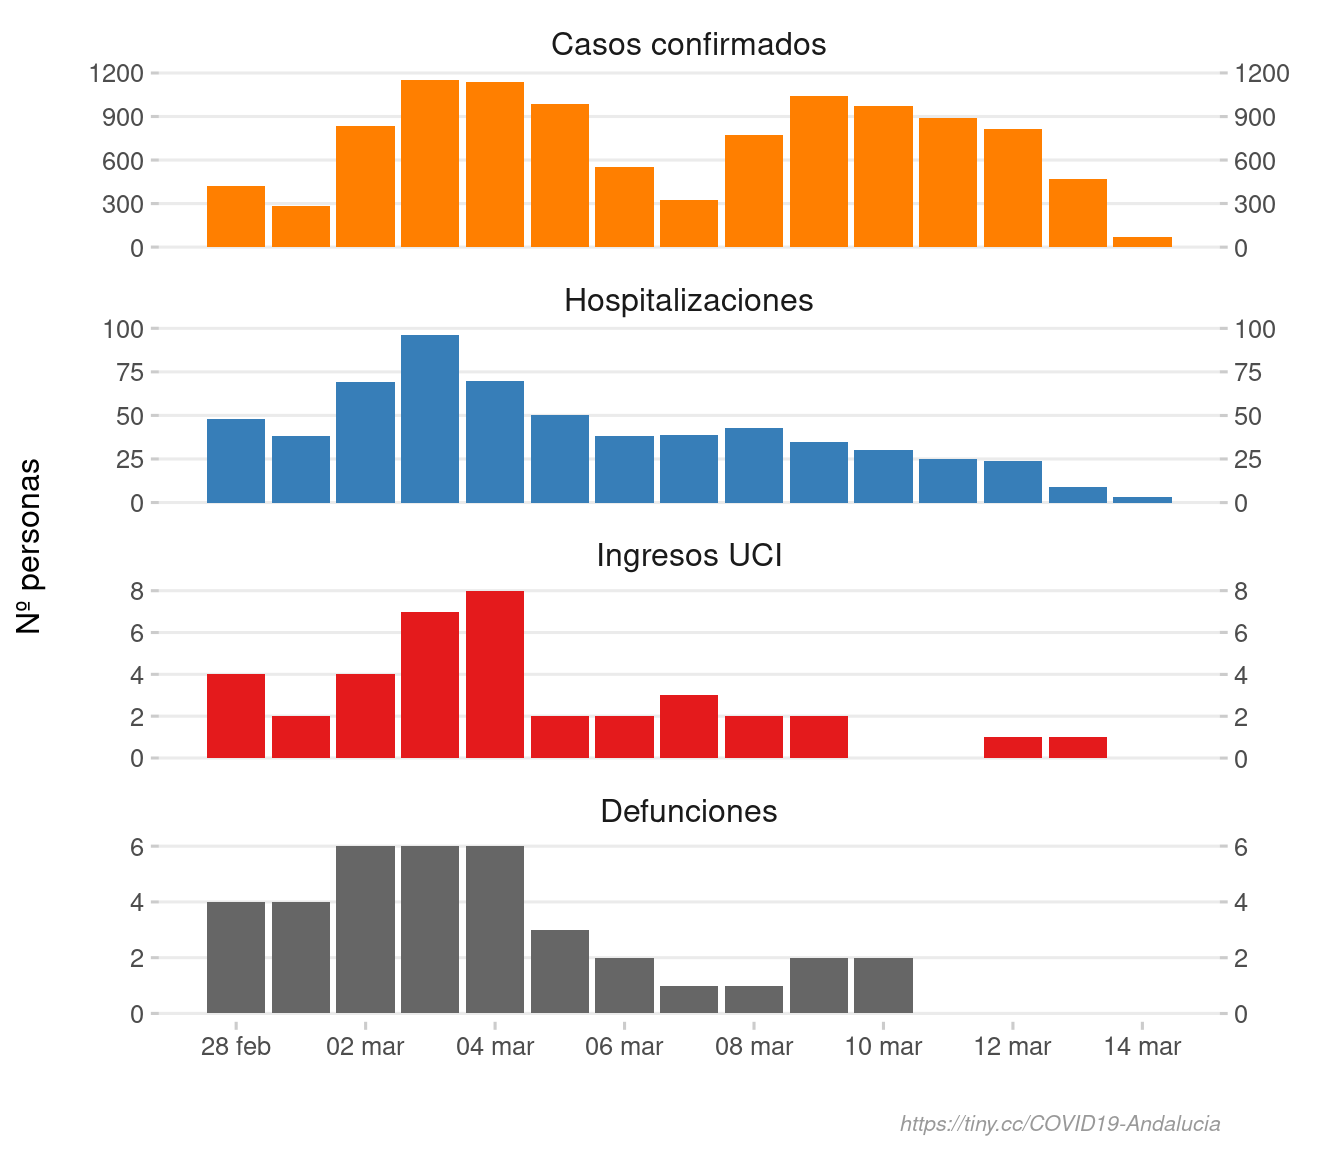 Casos confirmados
1200 1200
900 900
600 600
300 300
0 0
Hospitalizaciones
100 100
75 75
50 50
25 25
0 0
Nº personas
Ingresos UCI
8 8
6 6
4 4
2 2
0 0
Defunciones
6 6
4 4
2 2
0 0
28 feb 02 mar 04 mar 06 mar 08 mar 10 mar 12 mar 14 mar
https://tiny.cc/COVID19-Andalucia